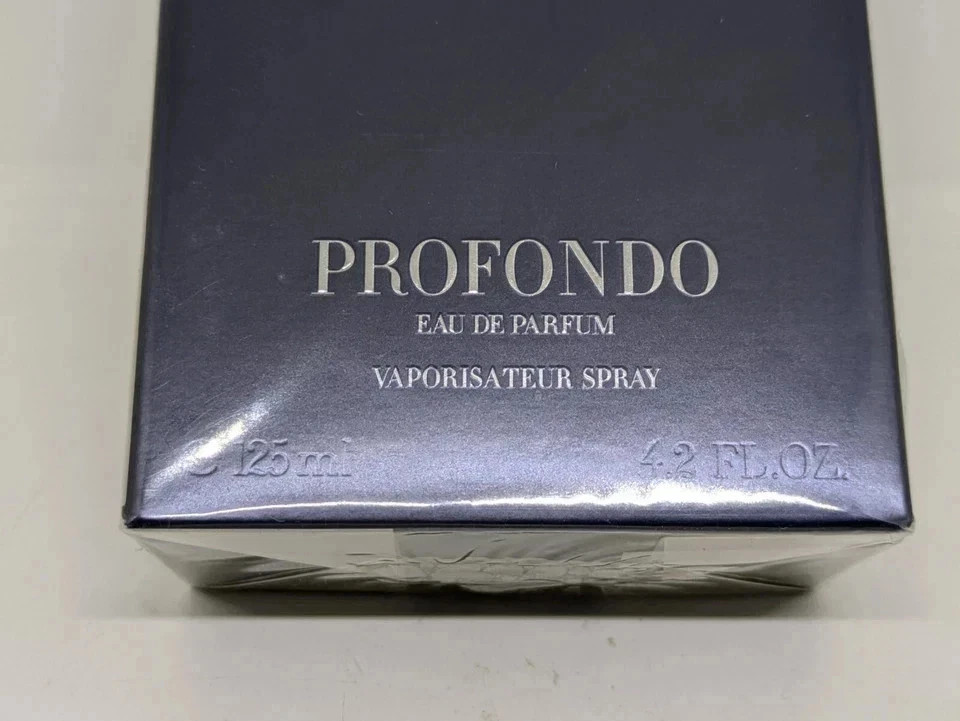 PROFONDO
EAU DE PARFUM
VAPORISATEUR SPRAY
℮ 125 ml 4.2 FL.OZ.